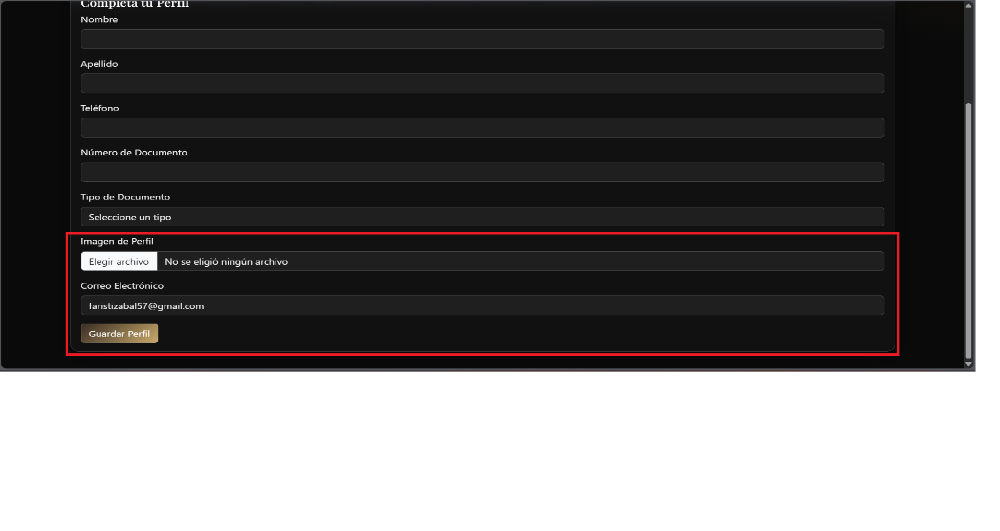 Completa tu Perfil
Nombre
Apellido
Teléfono
Número de Documento
Tipo de Documento
Seleccione un tipo
Imagen de Perfil
Elegir archivo No se eligió ningún archivo
Correo Electrónico
faristizabal57@gmail.com
Guardar Perfil